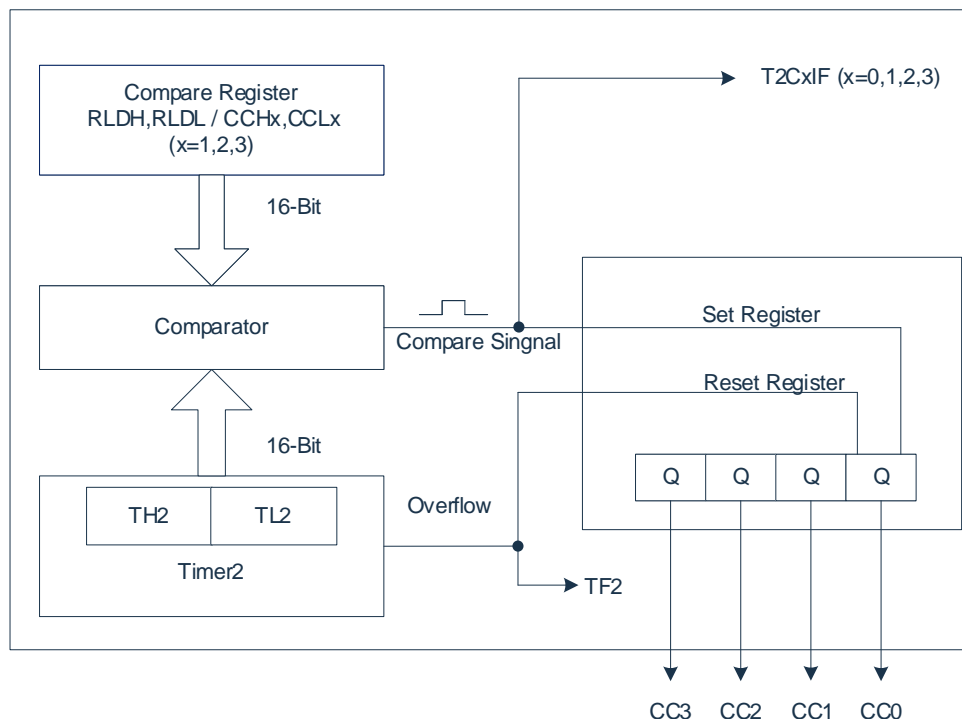 Compare Register
RLDH,RLDL / CCHx,CCLx
(x=1,2,3)
T2CxIF (x=0,1,2,3)
16-Bit
Comparator
Compare Singnal
Set Register
Reset Register
16-Bit
TH2 TL2
Timer2
Overflow
TF2
Q Q Q Q
CC3 CC2 CC1 CC0